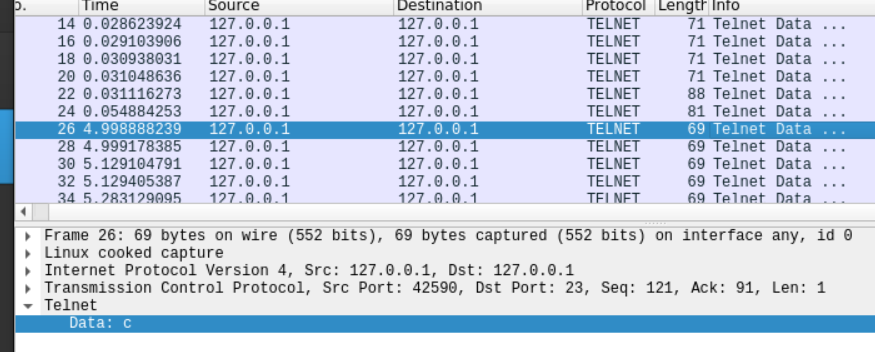 o. Time Source Destination Protocol Length Info
14 0.028623924 127.0.0.1 127.0.0.1 TELNET 71 Telnet Data ...
16 0.029103906 127.0.0.1 127.0.0.1 TELNET 71 Telnet Data ...
18 0.030938031 127.0.0.1 127.0.0.1 TELNET 71 Telnet Data ...
20 0.031048636 127.0.0.1 127.0.0.1 TELNET 71 Telnet Data ...
22 0.031116273 127.0.0.1 127.0.0.1 TELNET 88 Telnet Data ...
24 0.054884253 127.0.0.1 127.0.0.1 TELNET 81 Telnet Data ...
26 4.998888239 127.0.0.1 127.0.0.1 TELNET 69 Telnet Data ...
28 4.999178385 127.0.0.1 127.0.0.1 TELNET 69 Telnet Data ...
30 5.129104791 127.0.0.1 127.0.0.1 TELNET 69 Telnet Data ...
32 5.129405387 127.0.0.1 127.0.0.1 TELNET 69 Telnet Data ...
34 5.283129095 127.0.0.1 127.0.0.1 TELNET 69 Telnet Data ...
Frame 26: 69 bytes on wire (552 bits), 69 bytes captured (552 bits) on interface any, id 0
Linux cooked capture
Internet Protocol Version 4, Src: 127.0.0.1, Dst: 127.0.0.1
Transmission Control Protocol, Src Port: 42590, Dst Port: 23, Seq: 121, Ack: 91, Len: 1
Telnet
Data: c